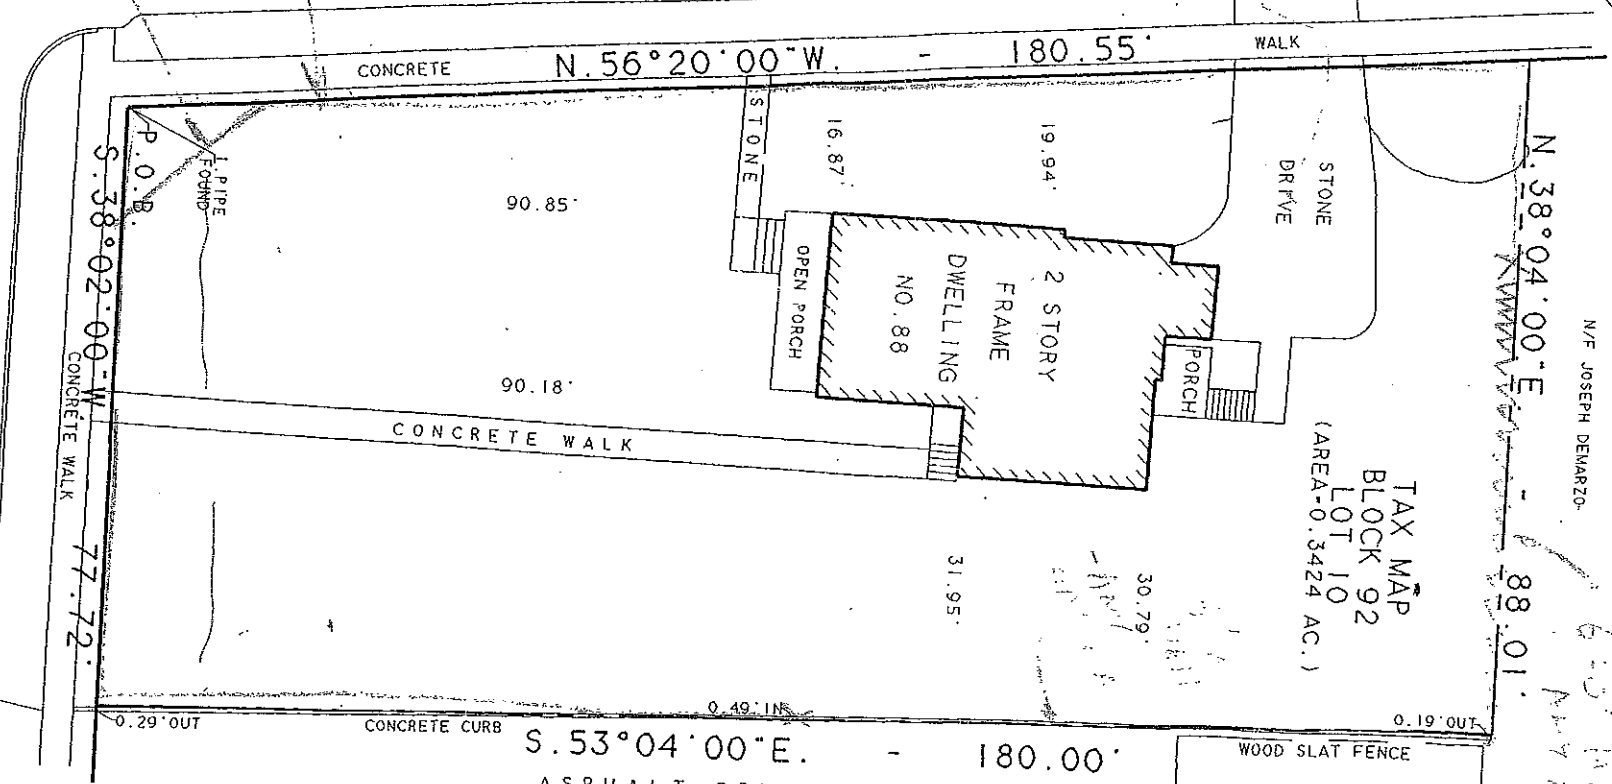 CONCRETE
N.56°20'00"W. - 180.55'
WALK
P.O.B.
I.PIPE
FOUND
S.38°02'00"W. 77.72'
CONCRETE WALK
STONE
16.87'
19.94'
STONE
DRIVE
90.85'
OPEN PORCH
2 STORY
FRAME
DWELLING
NO.88
PORCH
90.18'
CONCRETE WALK
31.95'
30.79'
TAX MAP
BLOCK 92
LOT 10
(AREA-0.3424 AC.)
N.38°04'00"E. - 88.01'
N/F JOSEPH DEMARZO
0.29'OUT
CONCRETE CURB
0.49'IN
0.19'OUT
S.53°04'00"E. - 180.00'
WOOD SLAT FENCE